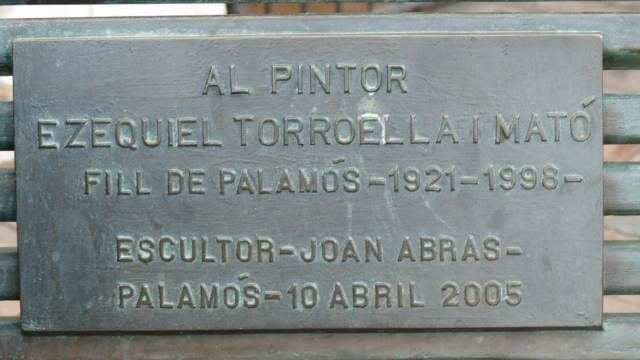 AL PINTOR
EZEQUIEL TORROELLA I MATÓ
FILL DE PALAMÓS-1921-1998-
ESCULTOR-JOAN ABRAS-
PALAMÓS-10 ABRIL 2005